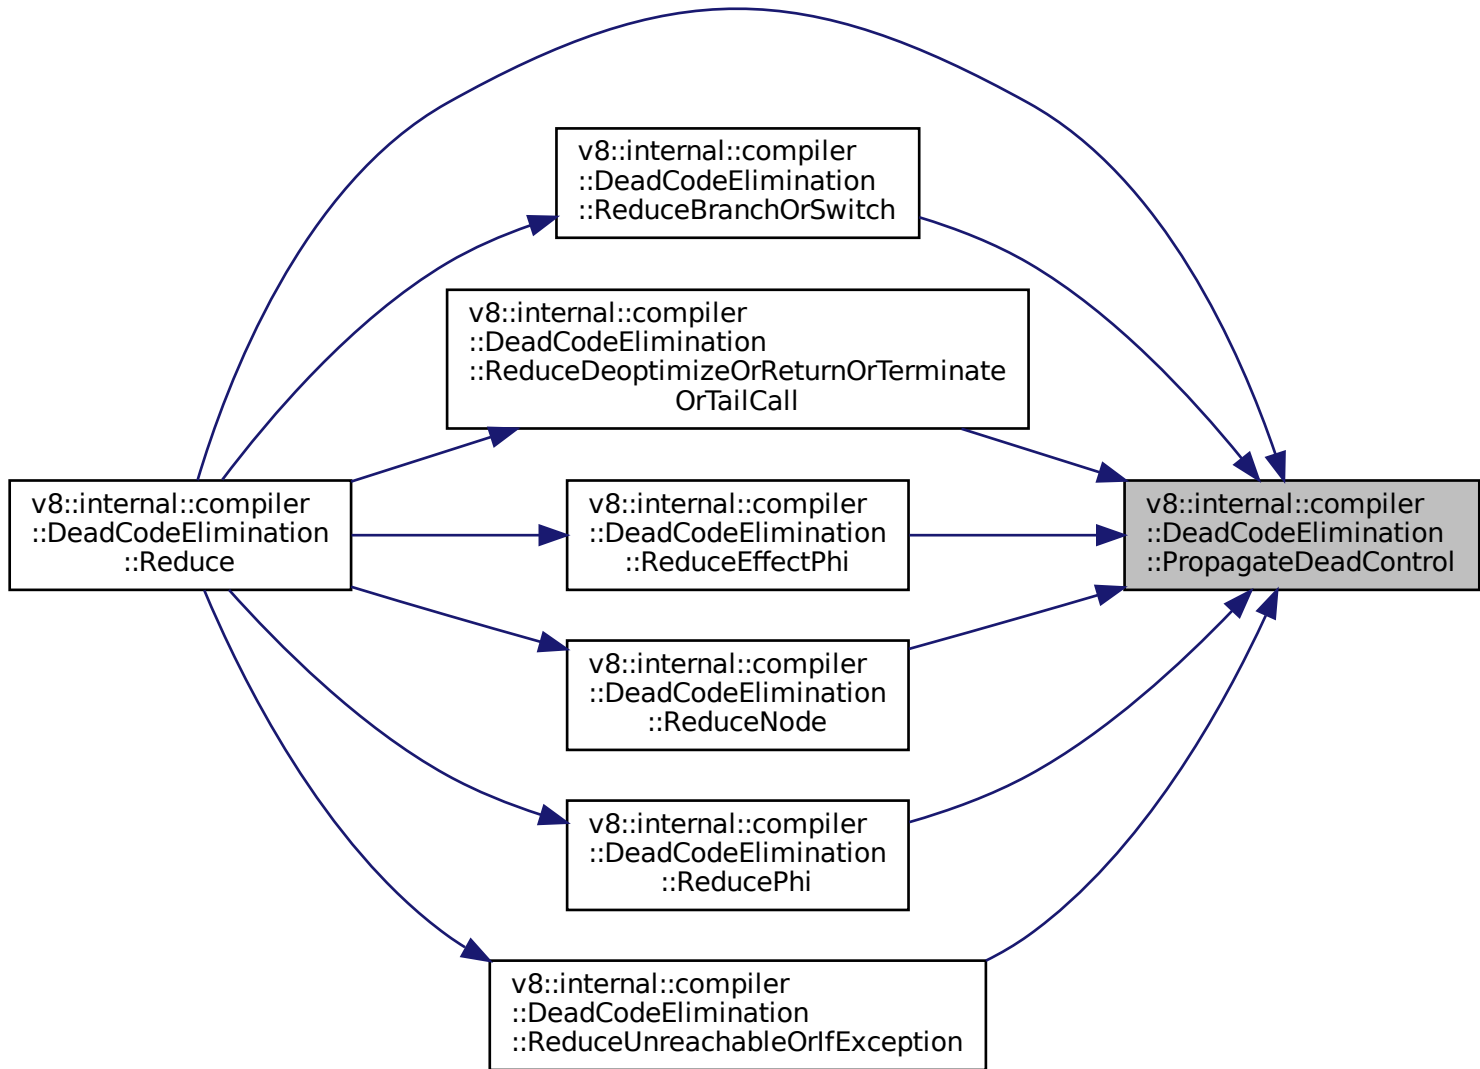 v8::internal::compiler
::DeadCodeElimination
::ReduceBranchOrSwitch
v8::internal::compiler
::DeadCodeElimination
::ReduceDeoptimizeOrReturnOrTerminate
OrTailCall
v8::internal::compiler
::DeadCodeElimination
::Reduce
v8::internal::compiler
::DeadCodeElimination
::ReduceEffectPhi
v8::internal::compiler
::DeadCodeElimination
::PropagateDeadControl
v8::internal::compiler
::DeadCodeElimination
::ReduceNode
v8::internal::compiler
::DeadCodeElimination
::ReducePhi
v8::internal::compiler
::DeadCodeElimination
::ReduceUnreachableOrIfException